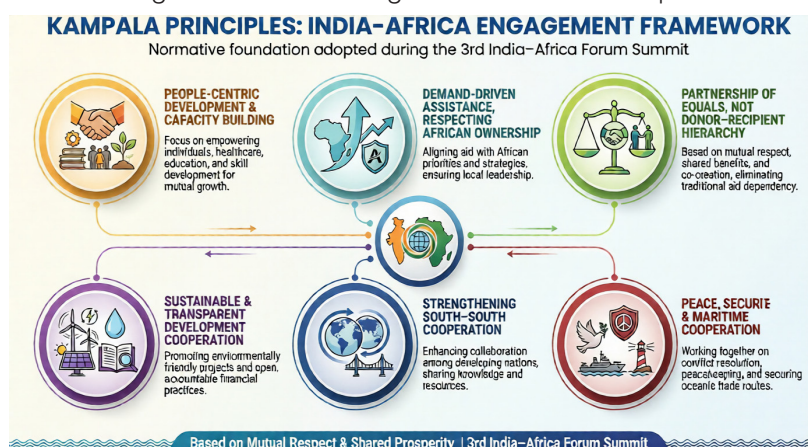 KAMPALA PRINCIPLES: INDIA-AFRICA ENGAGEMENT FRAMEWORK
Normative foundation adopted during the 3rd India–Africa Forum Summit
PEOPLE-CENTRIC
DEVELOPMENT &
CAFACITY BUILDING
Focus on empowering
individuals, healthcare,
education, and skill
development for
mutual growth.
DEMAND-DRIVEN
ASSISTANCE,
RESPECTING
AFRICAN OWNERSHIP
Aligning aid with African
priorities and strategies,
ensuring local leadership.
A
PARTNERSHIP OF
EQUALS, NOT
DONOR–RECIPIENT
HIERARCHY
Based on mutual respect,
shared benefits, and
co-creation, eliminating
traditional aid dependency.
SUSTAINABLE &
TRANSPARENT
DEVELOPMENT
COOPERATION
Promoting environmentally
friendly projects and open,
accountable financial
practices.
STRENGTHENING
SOUTH–SOUTH
COOPERATION
Enhancing collaboration
among developing nations,
sharing knowledge and
resources.
PEACE, SECURIE
& MARITIME
COOPERATION
Working together on
conflict resolution,
peacekeeping, and securing
oceanic trade routes.
Based on Mutual Respect & Shared Prosperity | 3rd India–Africa Forum Summit